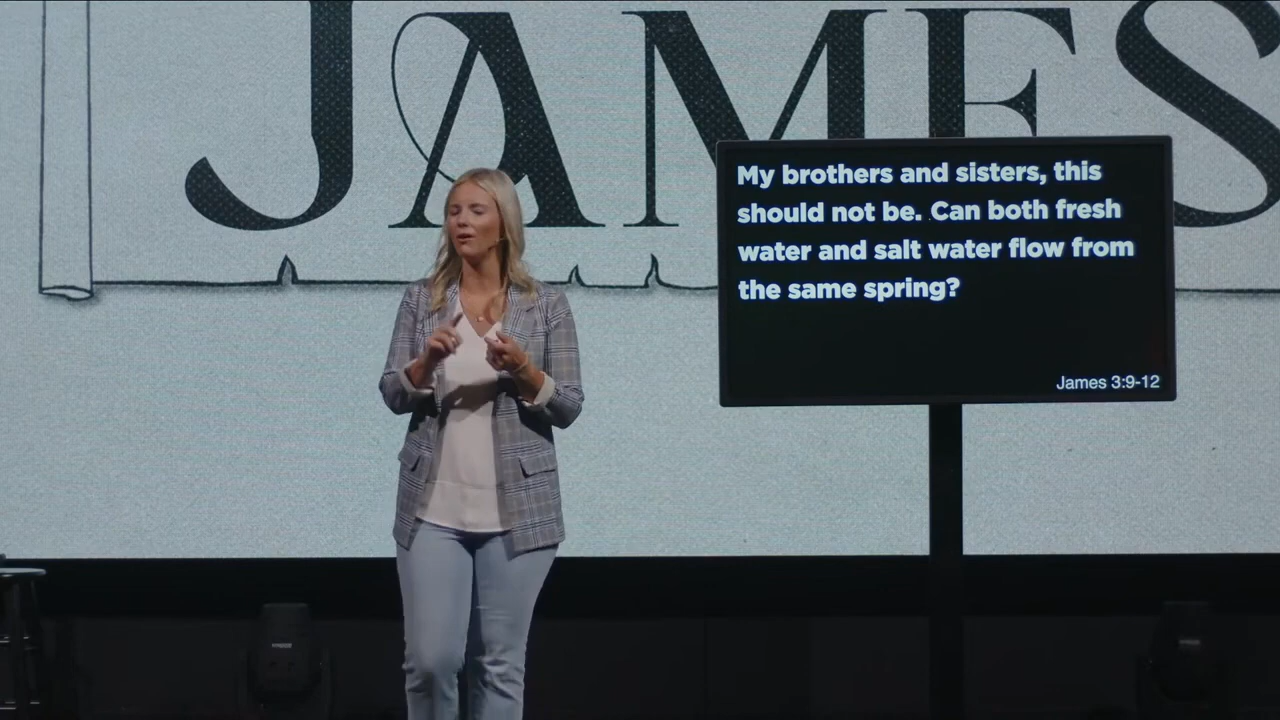 JAMES
My brothers and sisters, this
should not be. Can both fresh
water and salt water flow from
the same spring?
James 3:9-12